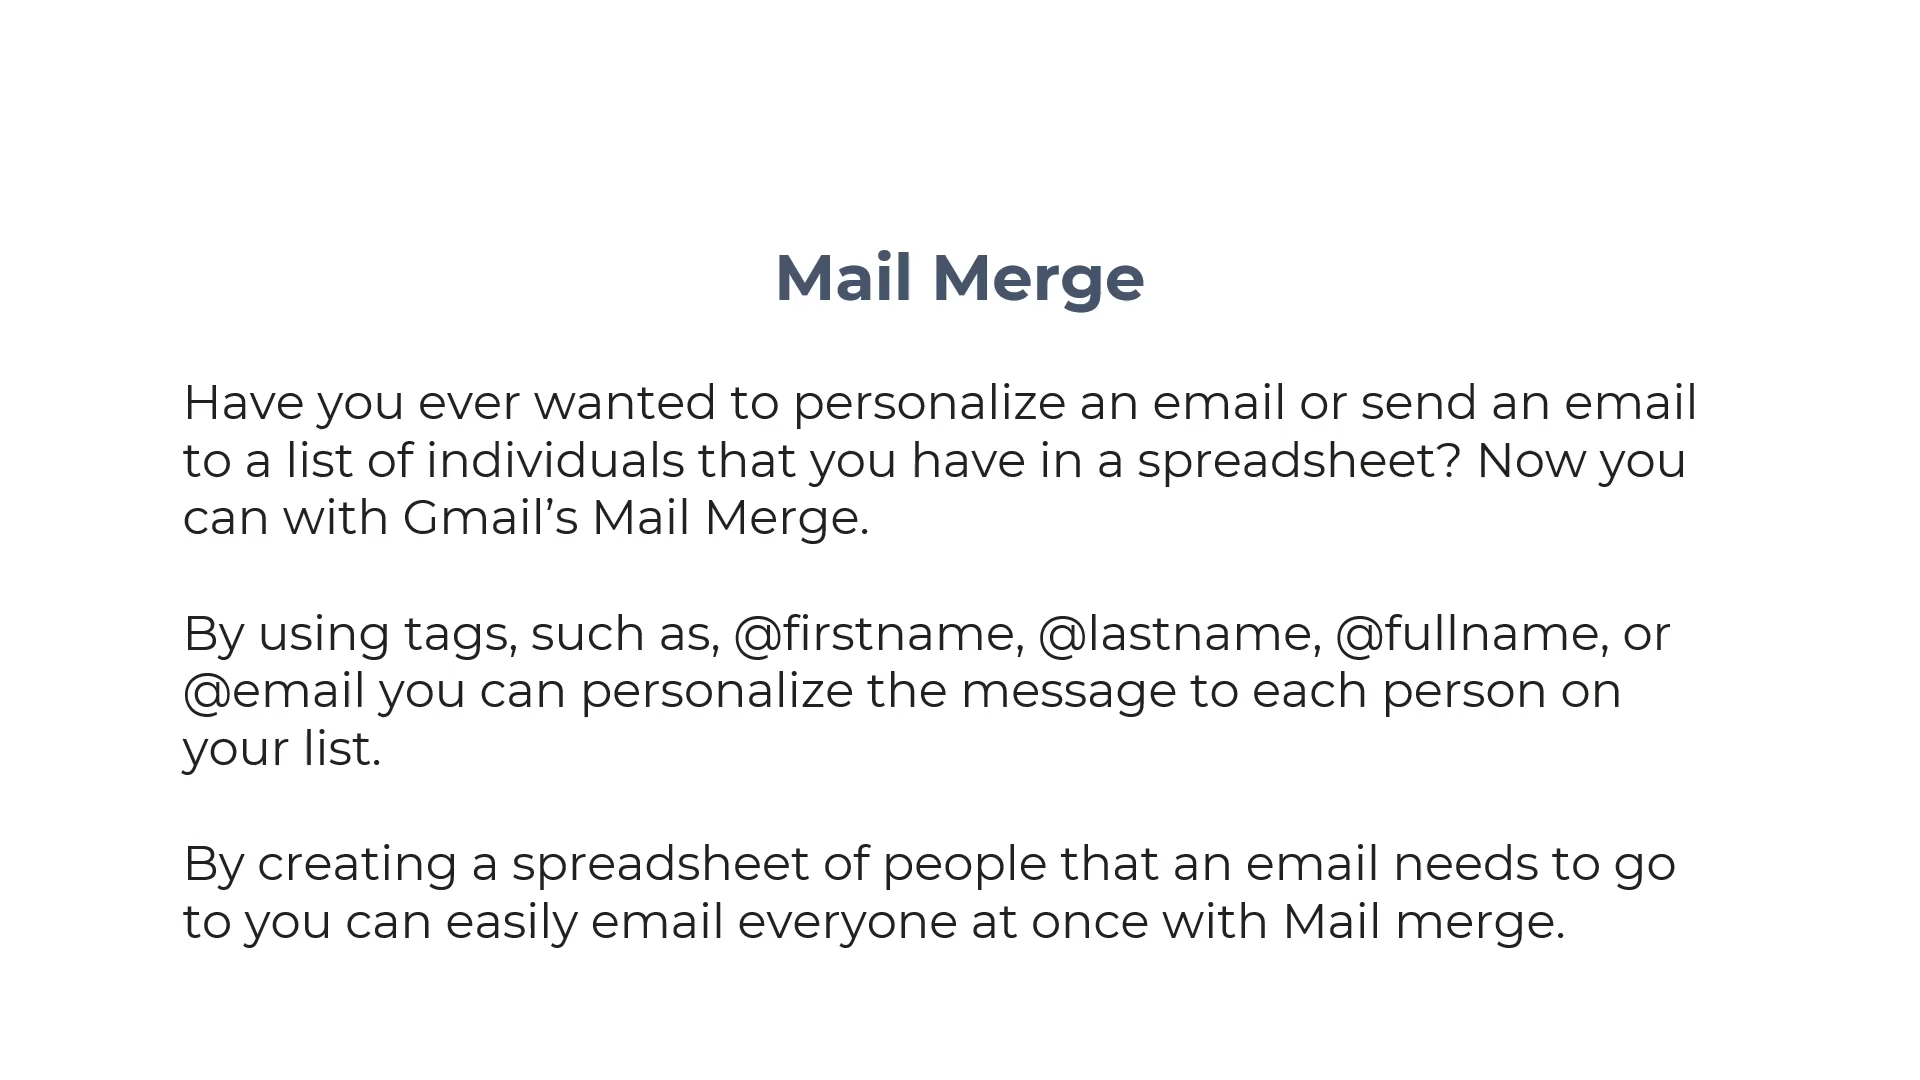 Mail Merge
Have you ever wanted to personalize an email or send an email
to a list of individuals that you have in a spreadsheet? Now you
can with Gmail’s Mail Merge.
By using tags, such as, @firstname, @lastname, @fullname, or
@email you can personalize the message to each person on
your list.
By creating a spreadsheet of people that an email needs to go
to you can easily email everyone at once with Mail merge.